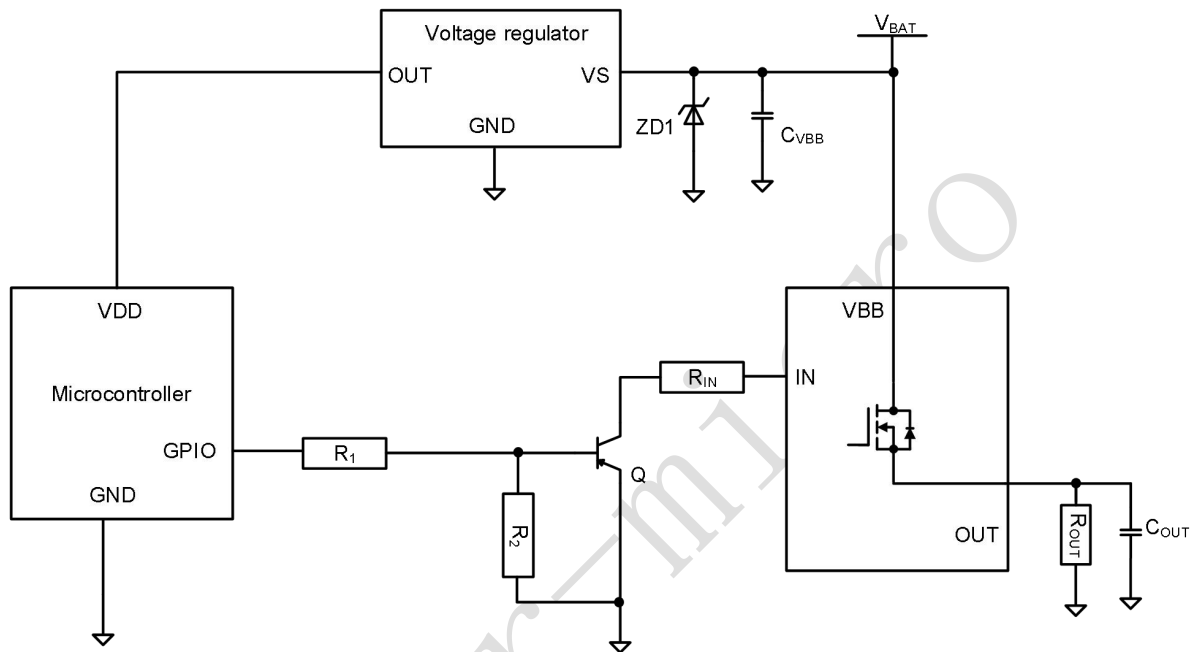 Voltage regulator
V_BAT
OUT
VS
GND
ZD1
C_VBB
VDD
VBB
Microcontroller
R_IN
IN
GPIO
R_1
Q
GND
R_2
OUT
R_OUT
C_OUT